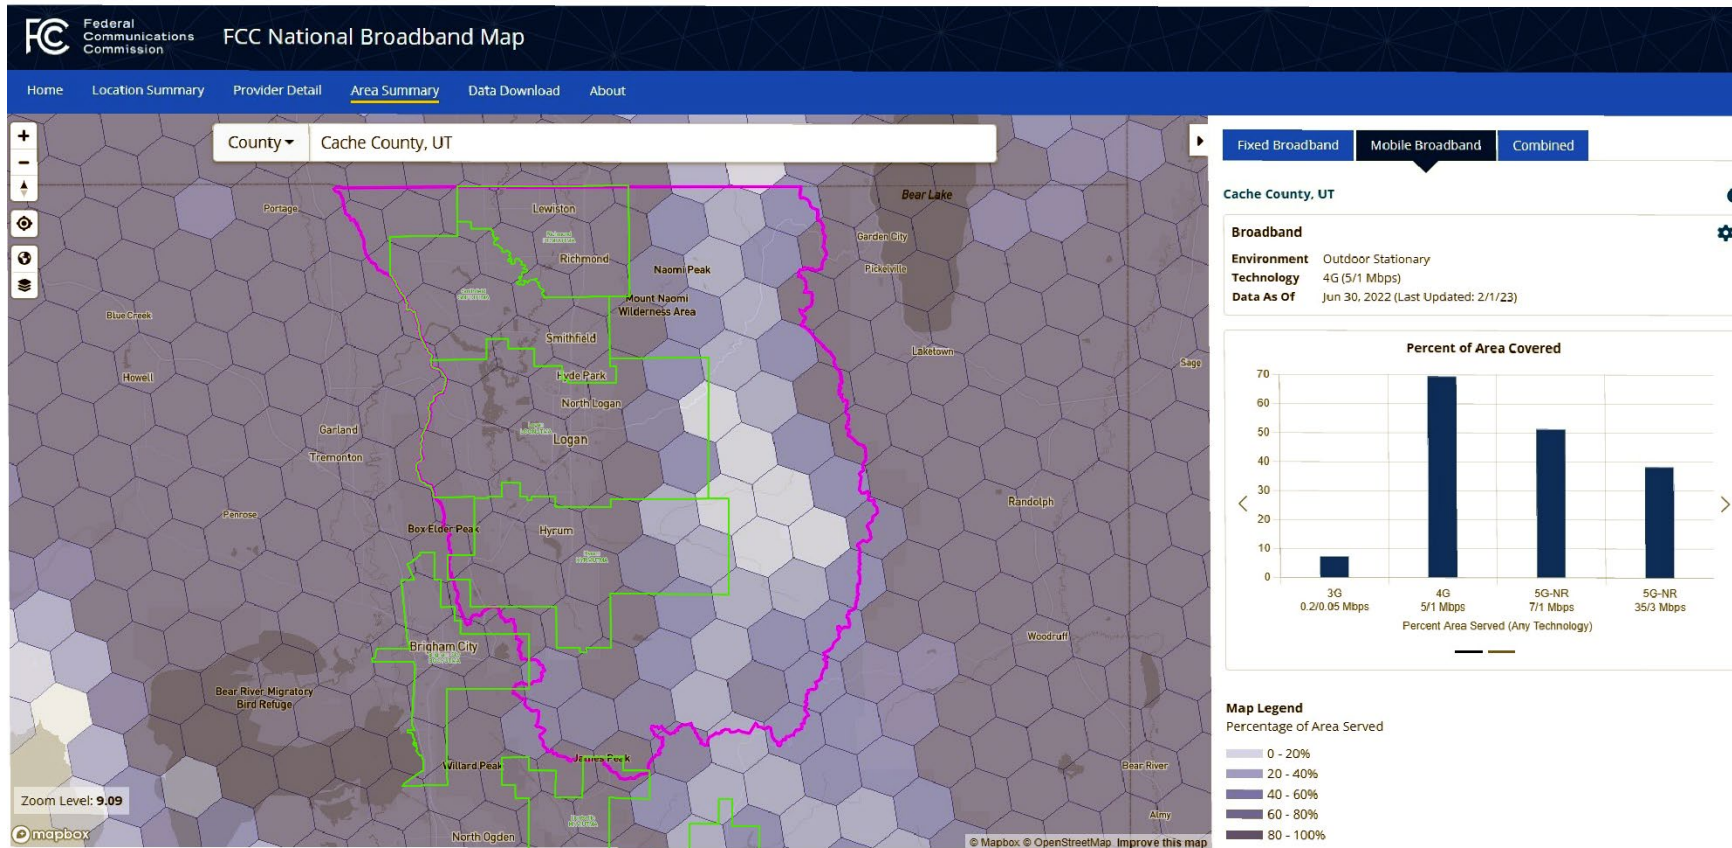 Federal
Communications
Commission
FCC National Broadband Map
Home Location Summary Provider Detail Area Summary Data Download About
County
Cache County, UT
Portage
Lewiston
Bear Lake
Richmond
Garden City
Naomi Peak
Pickelville
Mount Naomi
Wilderness Area
Blue Creek
Smithfield
Laketown
Sage
Howell
Hyde Park
North Logan
Garland
Logan
Tremonton
Randolph
Penrose
Box Elder Peak
Hyrum
Woodruff
Brigham City
Bear River Migratory
Bird Refuge
Willard Peak
James Peak
Bear River
Almy
North Ogden
Zoom Level: 9.09
mapbox
© Mapbox © OpenStreetMap Improve this map
Fixed Broadband Mobile Broadband Combined
Cache County, UT
Broadband
Environment Outdoor Stationary
Technology 4G (5/1 Mbps)
Data As Of Jun 30, 2022 (Last Updated: 2/1/23)
Percent of Area Covered
70
60
50
40
30
20
10
0
3G 4G 5G-NR 5G-NR
0.2/0.05 Mbps 5/1 Mbps 7/1 Mbps 35/3 Mbps
Percent Area Served (Any Technology)
Map Legend
Percentage of Area Served
0 - 20%
20 - 40%
40 - 60%
60 - 80%
80 - 100%